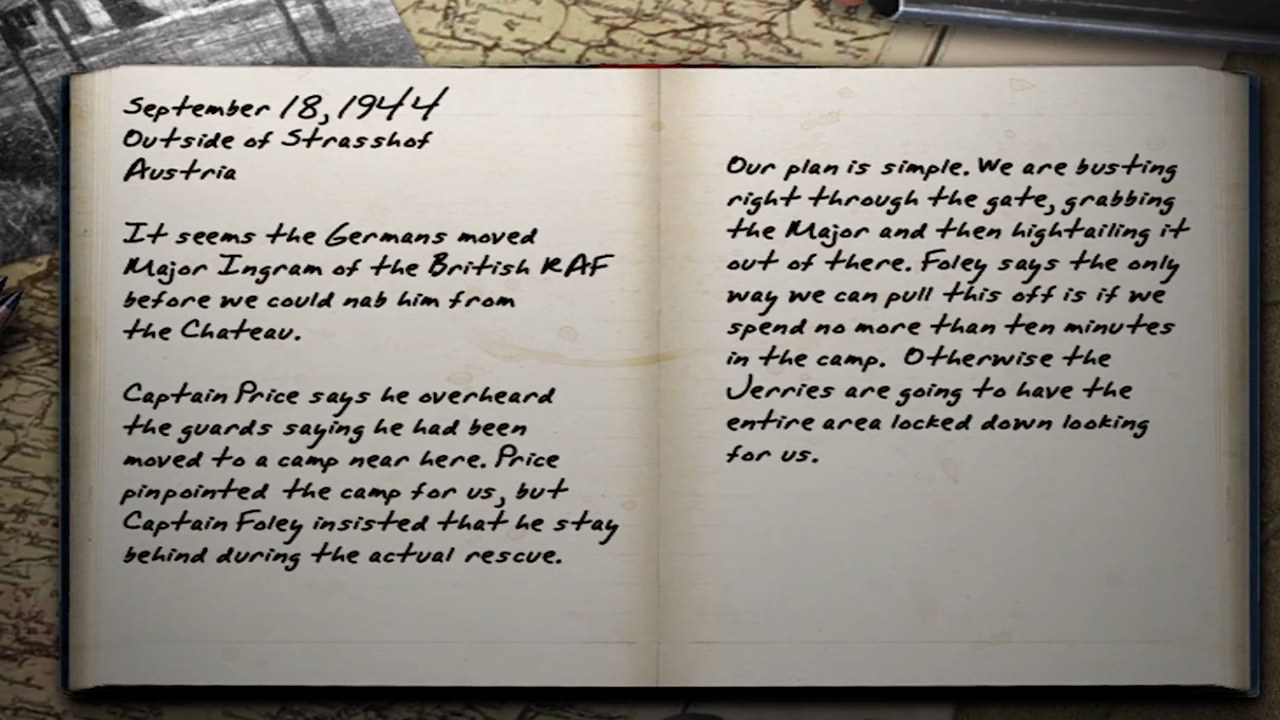 September 18, 1944
Outside of Strasshof
Austria
It seems the Germans moved
Major Ingram of the British RAF
before we could nab him from
the Chateau.
Captain Price says he overheard
the guards saying he had been
moved to a camp near here. Price
pinpointed the camp for us, but
Captain Foley insisted that he stay
behind during the actual rescue.
Our plan is simple. We are busting
right through the gate, grabbing
the Major and then hightailing it
out of there. Foley says the only
way we can pull this off is if we
spend no more than ten minutes
in the camp. Otherwise the
Jerries are going to have the
entire area locked down looking
for us.